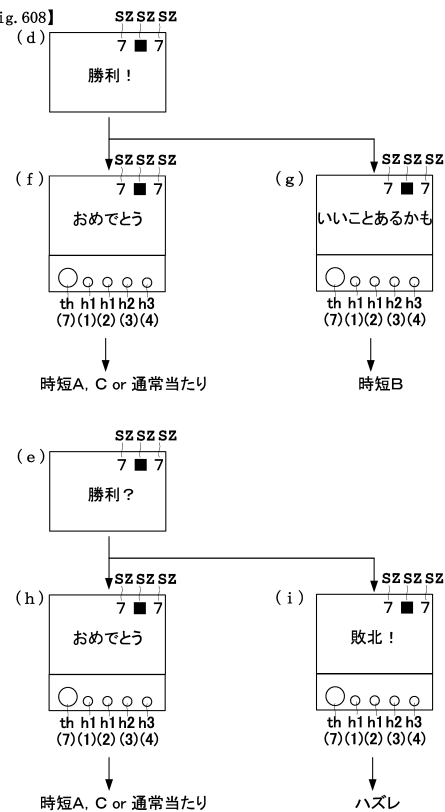 ig.608】
SZ SZ SZ
(d)
7 ■ 7
勝利！
SZ SZ SZ
SZ SZ SZ
(f)
7 ■ 7
(g)
7 ■ 7
おめでとう
いいことあるかも
th h1 h1 h2 h3
th h1 h1 h2 h3
(7)(1)(2)(3)(4)
(7)(1)(2)(3)(4)
時短A, C or 通常当たり
時短B
SZ SZ SZ
(e)
7 ■ 7
勝利？
SZ SZ SZ
SZ SZ SZ
(h)
7 ■ 7
(i)
7 ■ 7
おめでとう
敗北！
th h1 h1 h2 h3
th h1 h1 h2 h3
(7)(1)(2)(3)(4)
(7)(1)(2)(3)(4)
時短A, C or 通常当たり
ハズレ